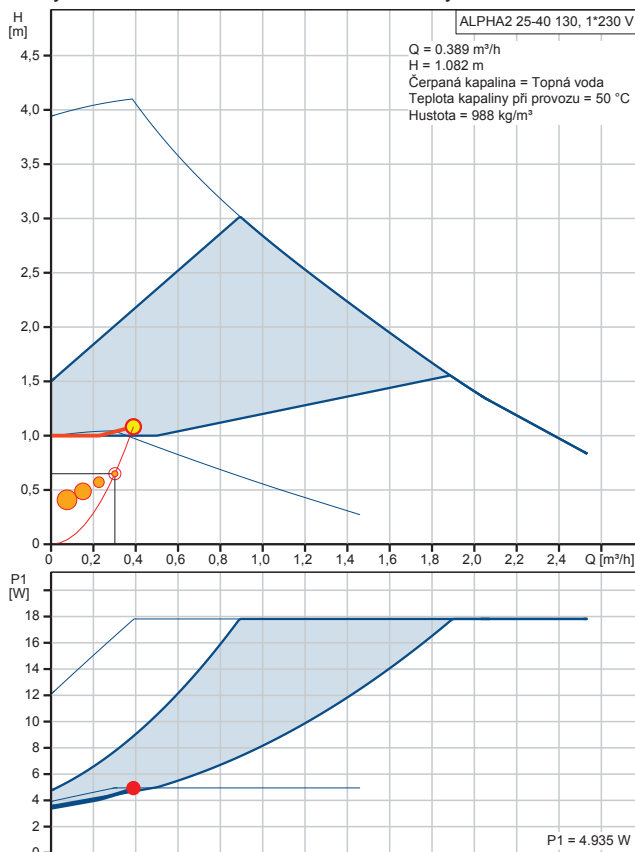 H
[m]
ALPHA2 25-40 130, 1*230 V
Q = 0.389 m³/h
H = 1.082 m
Čerpaná kapalina = Topná voda
Teplota kapaliny při provozu = 50 °C
Hustota = 988 kg/m³
4,5
4,0
3,5
3,0
2,5
2,0
1,5
1,0
0,5
0
0 0,2 0,4 0,6 0,8 1,0 1,2 1,4 1,6 1,8 2,0 2,2 2,4 Q [m³/h]
P1
[W]
18
16
14
12
10
8
6
4
2
0
P1 = 4.935 W